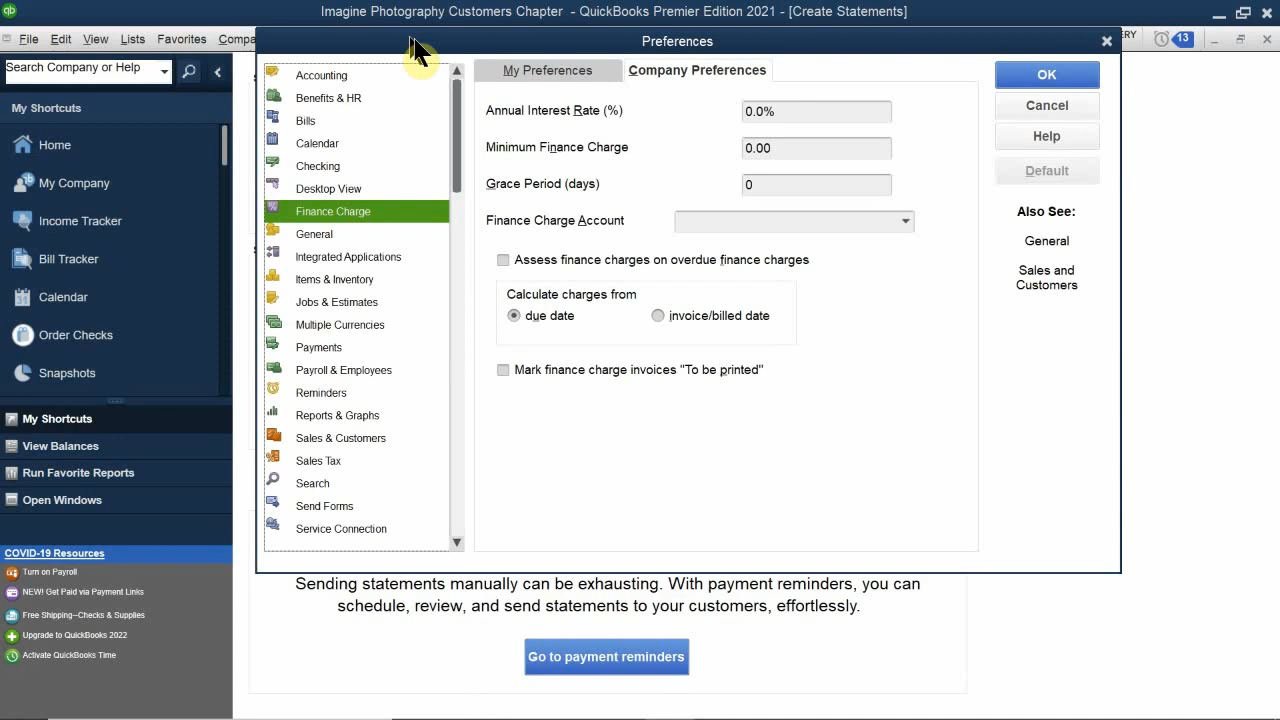 Imagine Photography Customers Chapter - QuickBooks Premier Edition 2021 - [Create Statements]
File Edit View Lists Favorites
ERY 13
Preferences
Search Company or Help
My Shortcuts
Home
My Company
Income Tracker
Bill Tracker
Calendar
Order Checks
Snapshots
My Shortcuts
View Balances
Run Favorite Reports
Open Windows
COVID-19 Resources
Turn on Payroll
NEW! Get Paid via Payment Links
Free Shipping--Checks & Supplies
Upgrade to QuickBooks 2022
Activate QuickBooks Time
Accounting
Benefits & HR
Bills
Calendar
Checking
Desktop View
Finance Charge
General
Integrated Applications
Items & Inventory
Jobs & Estimates
Multiple Currencies
Payments
Payroll & Employees
Reminders
Reports & Graphs
Sales & Customers
Sales Tax
Search
Send Forms
Service Connection
My Preferences Company Preferences
Annual Interest Rate (%) 0.0%
Minimum Finance Charge 0.00
Grace Period (days) 0
Finance Charge Account
Assess finance charges on overdue finance charges
Calculate charges from
due date invoice/billed date
Mark finance charge invoices "To be printed"
OK
Cancel
Help
Default
Also See:
General
Sales and
Customers
Sending statements manually can be exhausting. With payment reminders, you can
schedule, review, and send statements to your customers, effortlessly.
Go to payment reminders